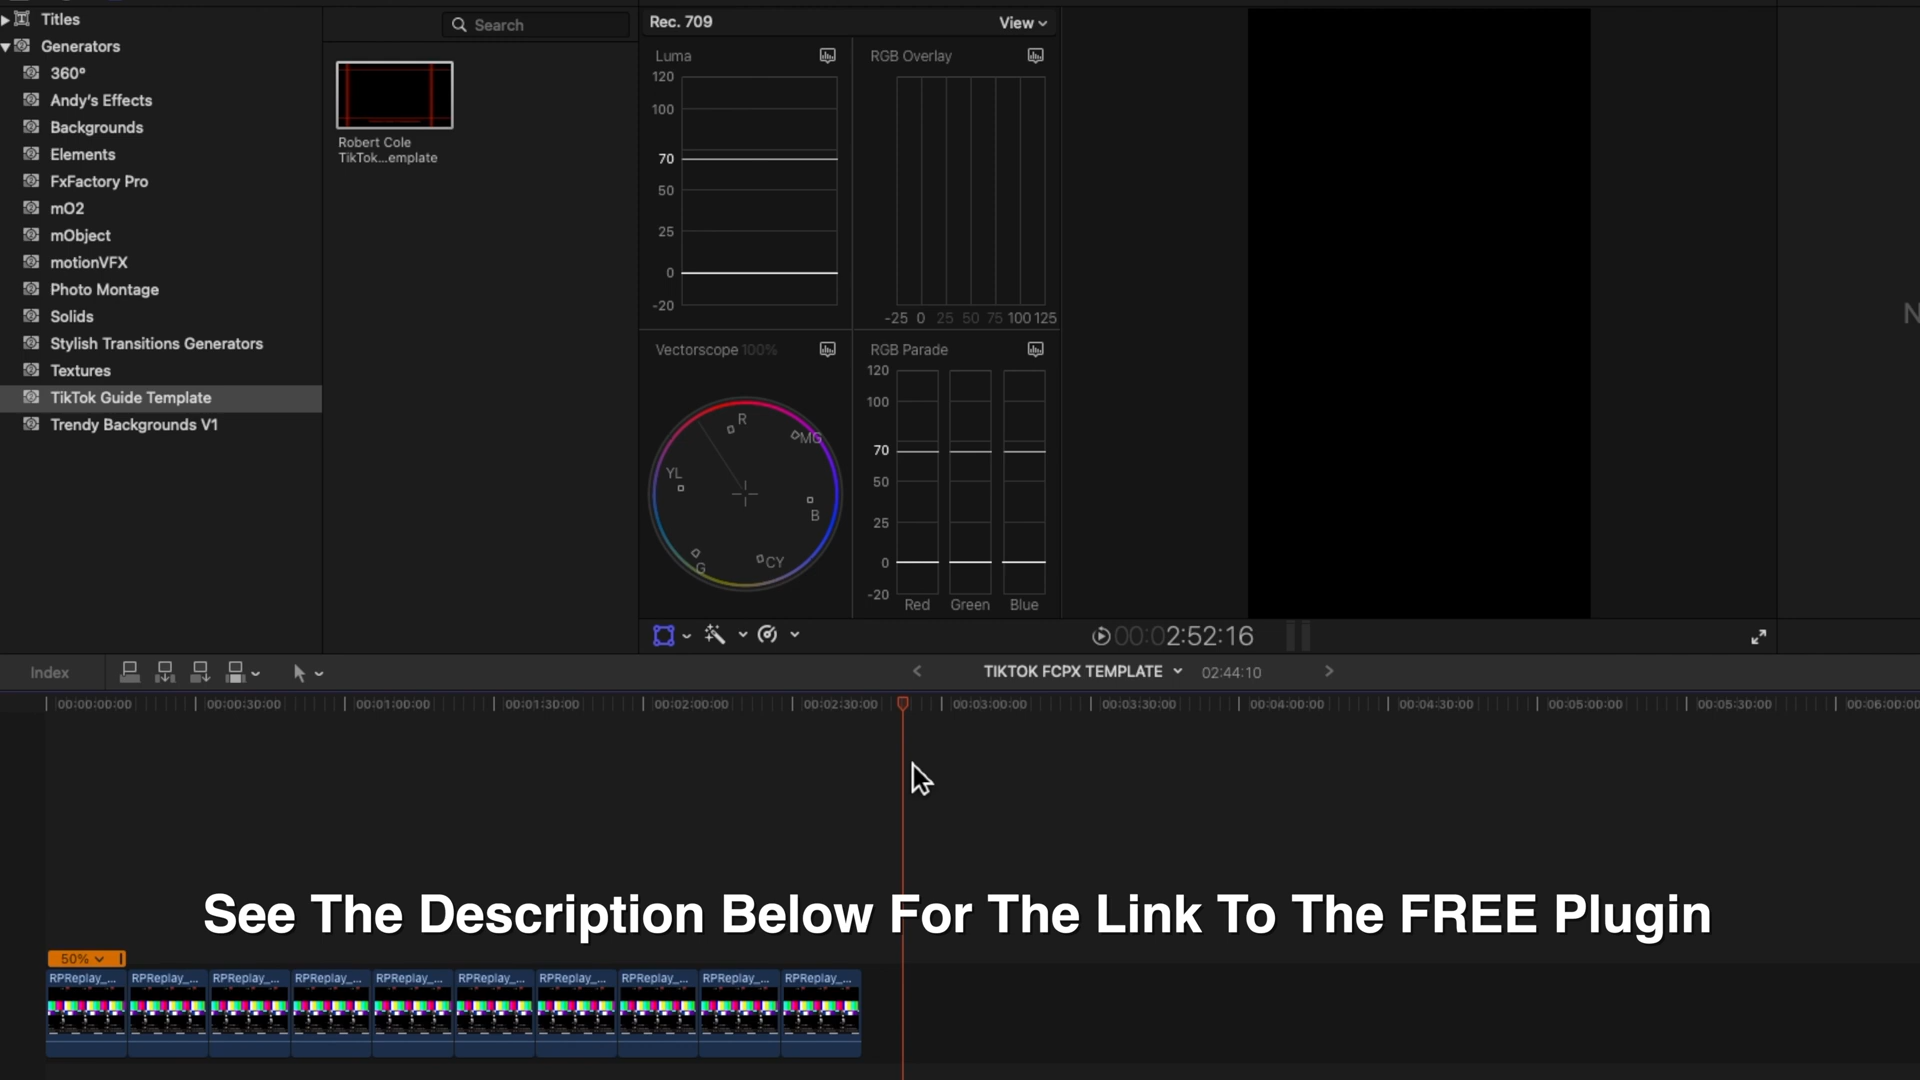 Titles
Generators
360°
Andy's Effects
Backgrounds
Elements
FxFactory Pro
mO2
mObject
motionVFX
Photo Montage
Solids
Stylish Transitions Generators
Textures
TikTok Guide Template
Trendy Backgrounds V1
Search
Robert Cole
TikTok...emplate
Rec. 709
View
Luma
120
100
70
50
25
0
-20
RGB Overlay
-25 0 25 50 75 100 125
Vectorscope 100%
R
MG
YL
B
G
CY
RGB Parade
120
100
70
50
25
0
-20
Red Green Blue
00:02:52:16
N
Index
TIKTOK FCPX TEMPLATE
02:44:10
00:00:00:00 00:00:30:00 00:01:00:00 00:01:30:00 00:02:00:00 00:02:30:00 00:03:00:00 00:03:30:00 00:04:00:00 00:04:30:00 00:05:00:00 00:05:30:00 00:06:00:00
See The Description Below For The Link To The FREE Plugin
50%
RPReplay_... RPReplay_... RPReplay_... RPReplay_... RPReplay_... RPReplay_... RPReplay_... RPReplay_... RPReplay_... RPReplay_...